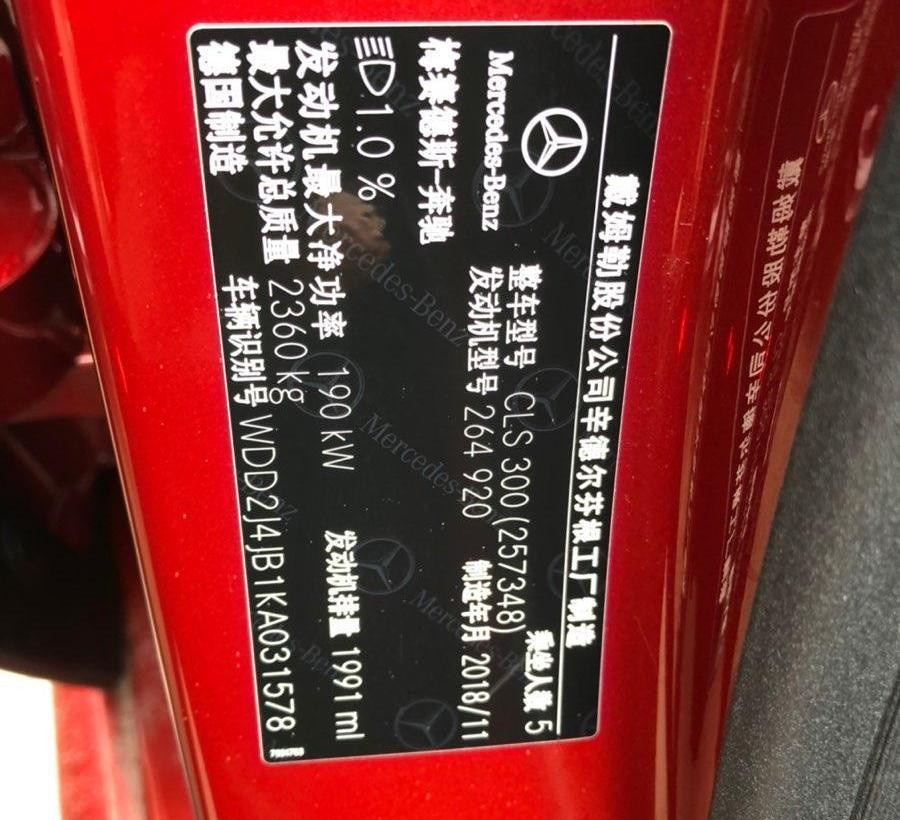 戴姆勒股份公司辛德尔芬根工厂制造
Mercedes-Benz
整车型号 CLS 300 (257348) 乘坐人数 5
梅赛德斯-奔驰
发动机型号 264 920 制造年月 2018/11
1.0 %
发动机最大净功率 190 kW 发动机排量 1991 ml
最大允许总质量 2360 kg
德国制造 车辆识别号 WDD2J4JB1KA031578